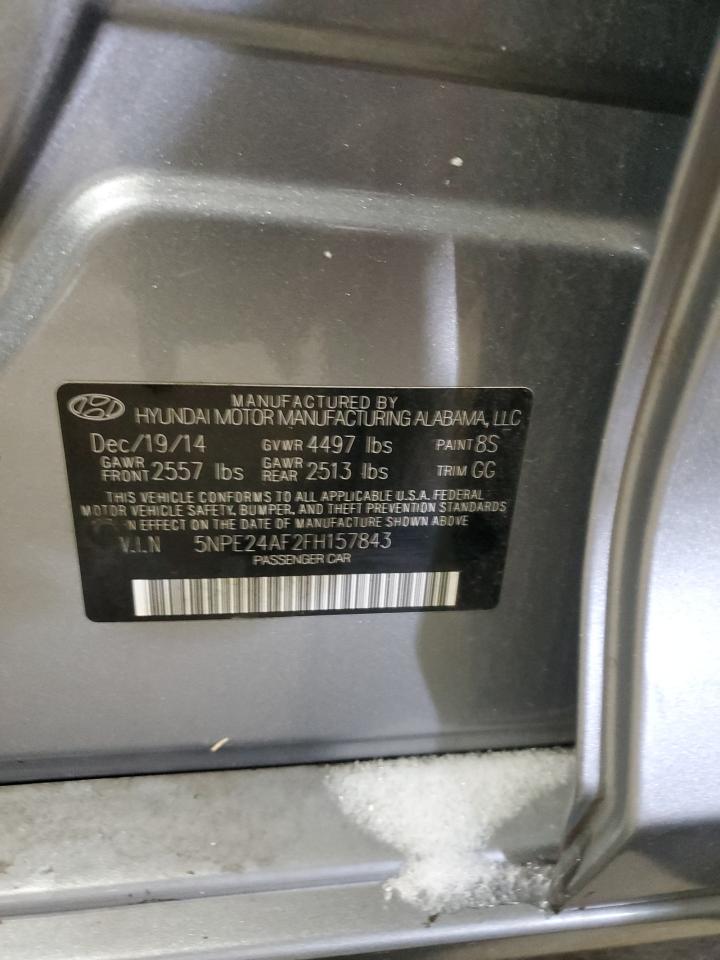 MANUFACTURED BY
HYUNDAI MOTOR MANUFACTURING ALABAMA, LLC
Dec/19/14 GVWR 4497 lbs PAINT 8S
GAWR FRONT 2557 lbs GAWR REAR 2513 lbs TRIM GG
THIS VEHICLE CONFORMS TO ALL APPLICABLE U.S.A. FEDERAL
MOTOR VEHICLE SAFETY, BUMPER, AND THEFT PREVENTION STANDARDS
IN EFFECT ON THE DATE OF MANUFACTURE SHOWN ABOVE
V.I.N 5NPE24AF2FH157843
PASSENGER CAR